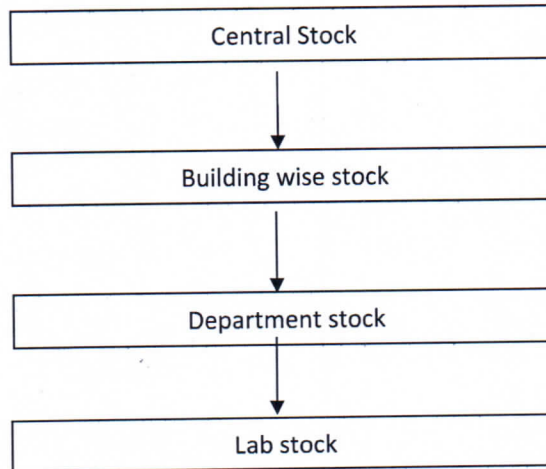 Central Stock
Building wise stock
Department stock
Lab stock